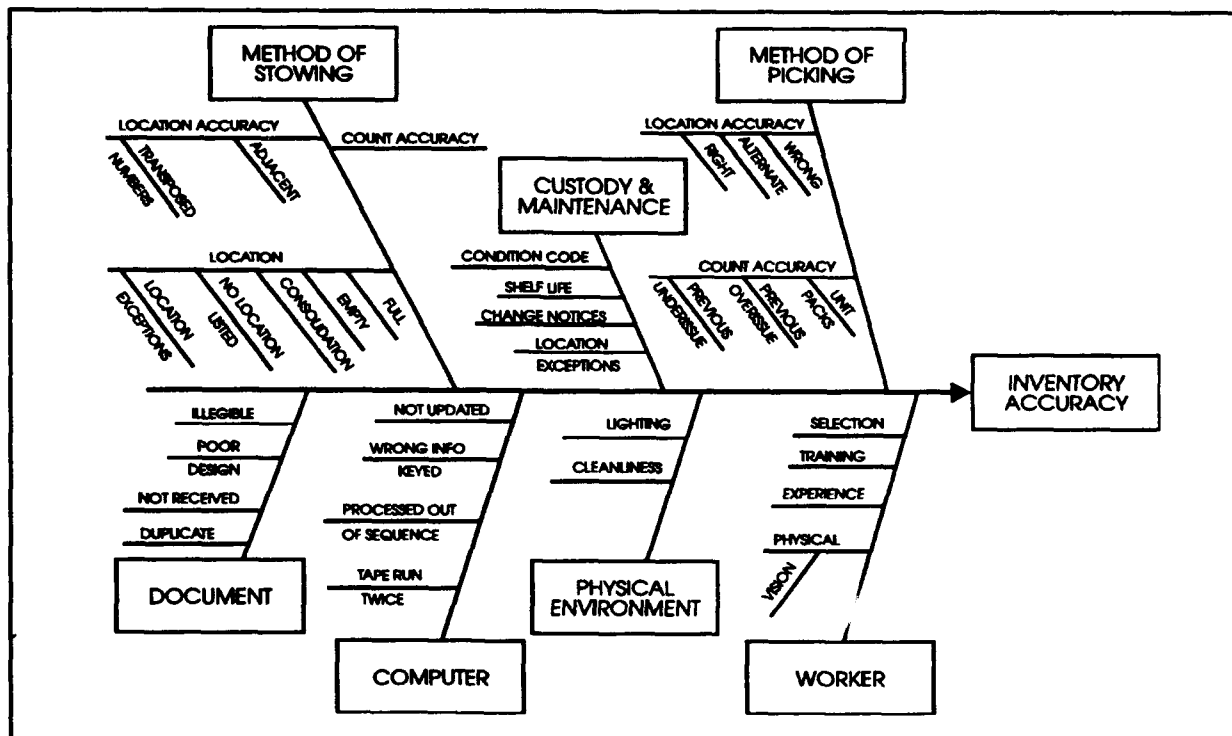 METHOD OF
STOWING
LOCATION ACCURACY
TRANSPOSED
NUMBERS
ADJACENT
COUNT ACCURACY
LOCATION
LOCATION
EXCEPTIONS
NO LOCATION
LISTED
CONSOLIDATION
EMPTY
FULL
CUSTODY &
MAINTENANCE
CONDITION CODE
SHELF LIFE
CHANGE NOTICES
LOCATION
EXCEPTIONS
METHOD OF
PICKING
LOCATION ACCURACY
RIGHT
ALTERNATE
WRONG
COUNT ACCURACY
PREVIOUS
UNDERISSUE
PREVIOUS
OVERISSUE
UNIT
PACKS
INVENTORY
ACCURACY
ILLEGIBLE
POOR
DESIGN
NOT RECEIVED
DUPLICATE
DOCUMENT
NOT UPDATED
WRONG INFO
KEYED
PROCESSED OUT
OF SEQUENCE
TAPE RUN
TWICE
COMPUTER
LIGHTING
CLEANLINESS
PHYSICAL
ENVIRONMENT
SELECTION
TRAINING
EXPERIENCE
PHYSICAL
VISION
WORKER